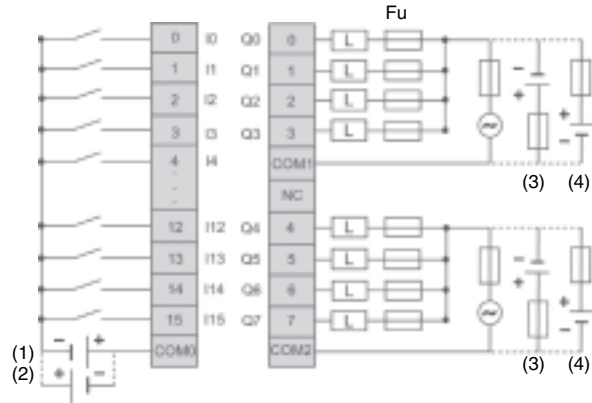 Fu
0 I0 Q0 0 L
1 I1 Q1 1 L
2 I2 Q2 2 L
3 I3 Q3 3 L
4 I4 COM1
NC
12 I12 Q4 4 L
13 I13 Q5 5 L
14 I14 Q6 6 L
15 I15 Q7 7 L
COM0 COM2
- +
+ -
(1)
(2)
- +
+ -
(3) (4)
- +
+ -
(3) (4)